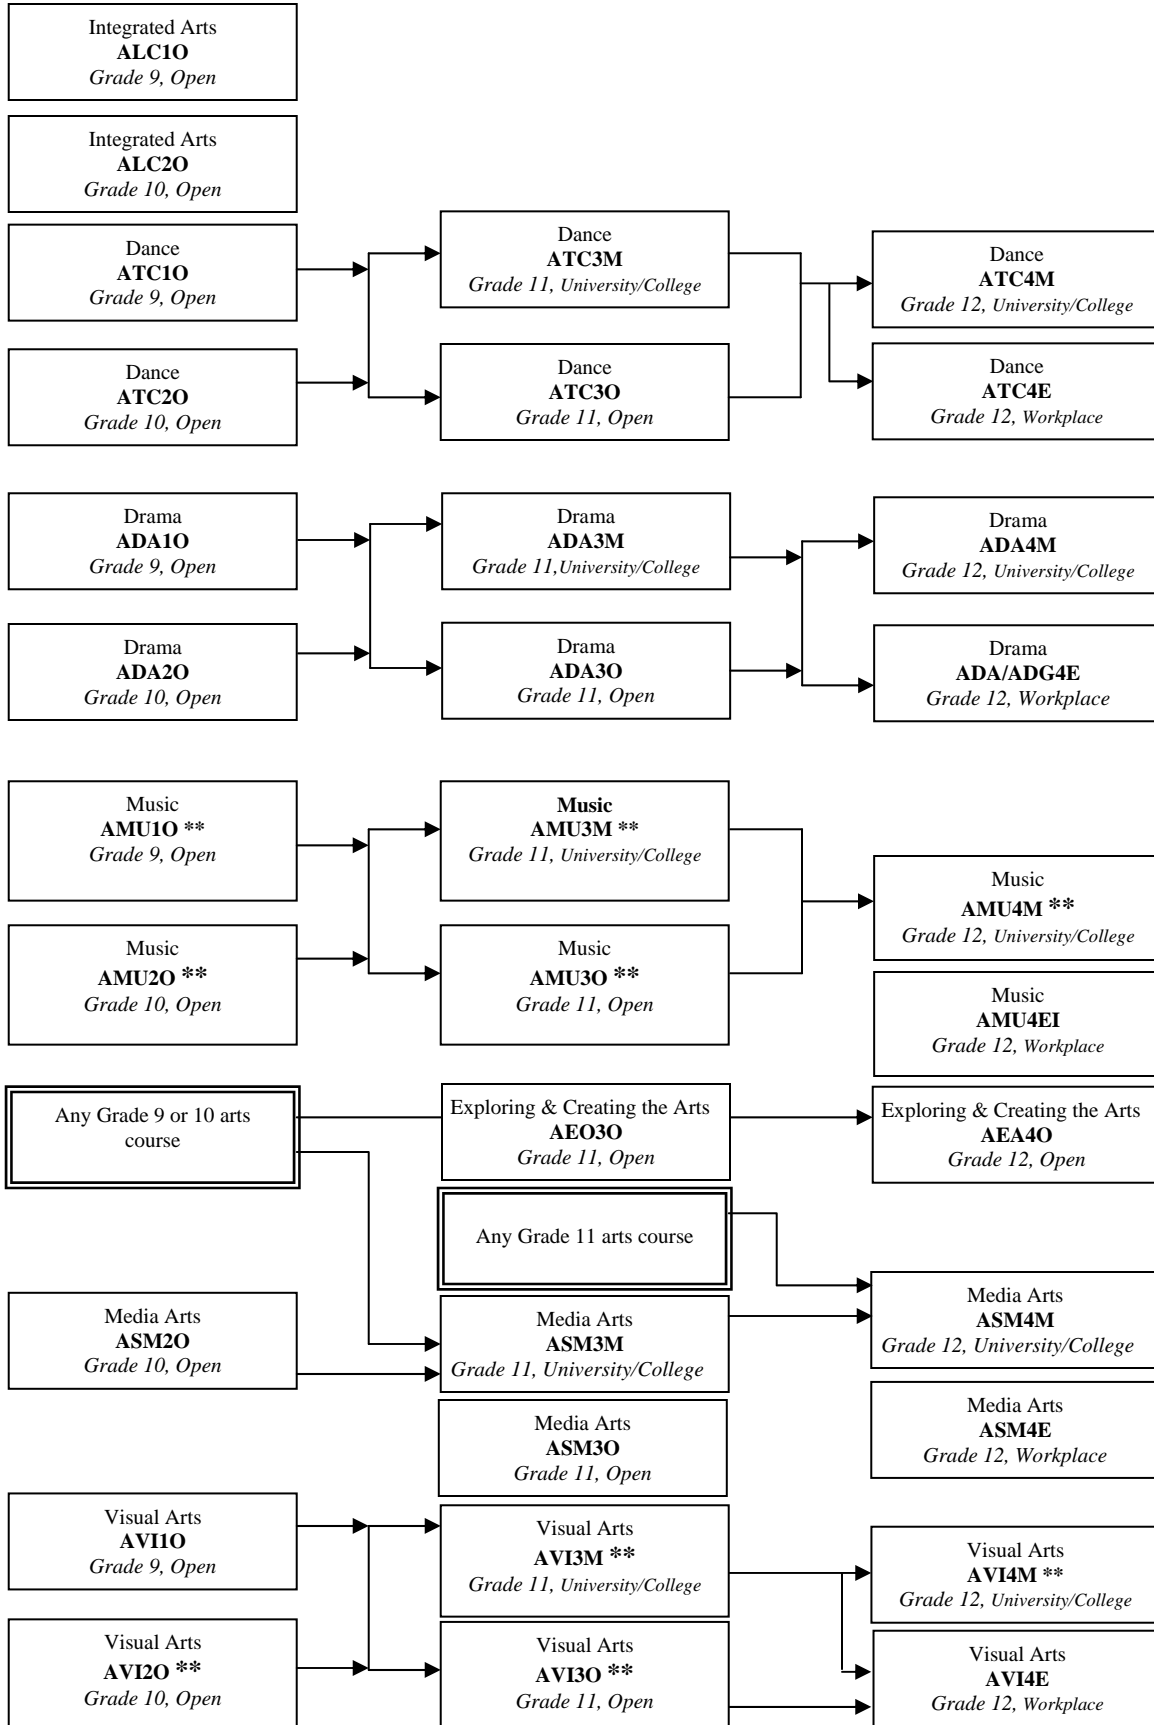 Integrated Arts
ALC1O
Grade 9, Open
Integrated Arts
ALC2O
Grade 10, Open
Dance
ATC1O
Grade 9, Open
Dance
ATC3M
Grade 11, University/College
Dance
ATC4M
Grade 12, University/College
Dance
ATC2O
Grade 10, Open
Dance
ATC3O
Grade 11, Open
Dance
ATC4E
Grade 12, Workplace
Drama
ADA1O
Grade 9, Open
Drama
ADA3M
Grade 11,University/College
Drama
ADA4M
Grade 12, University/College
Drama
ADA2O
Grade 10, Open
Drama
ADA3O
Grade 11, Open
Drama
ADA/ADG4E
Grade 12, Workplace
Music
AMU1O **
Grade 9, Open
Music
AMU3M **
Grade 11, University/College
Music
AMU4M **
Grade 12, University/College
Music
AMU2O **
Grade 10, Open
Music
AMU3O **
Grade 11, Open
Music
AMU4EI
Grade 12, Workplace
Any Grade 9 or 10 arts
course
Exploring & Creating the Arts
AEO3O
Grade 11, Open
Exploring & Creating the Arts
AEA4O
Grade 12, Open
Any Grade 11 arts course
Media Arts
ASM2O
Grade 10, Open
Media Arts
ASM3M
Grade 11, University/College
Media Arts
ASM4M
Grade 12, University/College
Media Arts
ASM3O
Grade 11, Open
Media Arts
ASM4E
Grade 12, Workplace
Visual Arts
AVI1O
Grade 9, Open
Visual Arts
AVI3M **
Grade 11, University/College
Visual Arts
AVI4M **
Grade 12, University/College
Visual Arts
AVI2O **
Grade 10, Open
Visual Arts
AVI3O **
Grade 11, Open
Visual Arts
AVI4E
Grade 12, Workplace